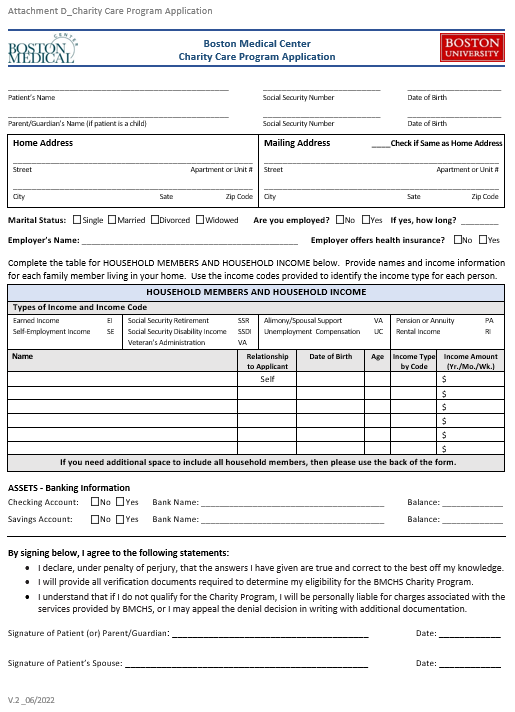 Attachment D_Charity Care Program Application
BOSTON MEDICAL CENTER
Boston Medical Center
Charity Care Program Application
BOSTON UNIVERSITY
Patient's Name Social Security Number Date of Birth
Parent/Guardian's Name (if patient is a child) Social Security Number Date of Birth
Home Address Mailing Address ____Check if Same as Home Address
Street Apartment or Unit # Street Apartment or Unit #
City Sate Zip Code City Sate Zip Code
Marital Status: ☐Single ☐Married ☐Divorced ☐Widowed Are you employed? ☐No ☐Yes If yes, how long? ________
Employer's Name: ____________________ Employer offers health insurance? ☐No ☐Yes
Complete the table for HOUSEHOLD MEMBERS AND HOUSEHOLD INCOME below. Provide names and income information
for each family member living in your home. Use the income codes provided to identify the income type for each person.
HOUSEHOLD MEMBERS AND HOUSEHOLD INCOME
Types of Income and Income Code
Earned Income EI Social Security Retirement SSR Alimony/Spousal Support VA Pension or Annuity PA
Self-Employment Income SE Social Security Disability Income SSDI Unemployment Compensation UC Rental Income RI
Veteran's Administration VA
Name Relationship to Applicant Date of Birth Age Income Type by Code Income Amount (Yr./Mo./Wk.)
Self $
$
$
$
$
$
If you need additional space to include all household members, then please use the back of the form.
ASSETS - Banking Information
Checking Account: ☐No ☐Yes Bank Name: ____________________ Balance: ____________
Savings Account: ☐No ☐Yes Bank Name: ____________________ Balance: ____________
By signing below, I agree to the following statements:
• I declare, under penalty of perjury, that the answers I have given are true and correct to the best off my knowledge.
• I will provide all verification documents required to determine my eligibility for the BMCHS Charity Program.
• I understand that if I do not qualify for the Charity Program, I will be personally liable for charges associated with the
services provided by BMCHS, or I may appeal the denial decision in writing with additional documentation.
Signature of Patient (or) Parent/Guardian: ____________________ Date: ____________
Signature of Patient's Spouse: ____________________ Date: ____________
V.2 _06/2022